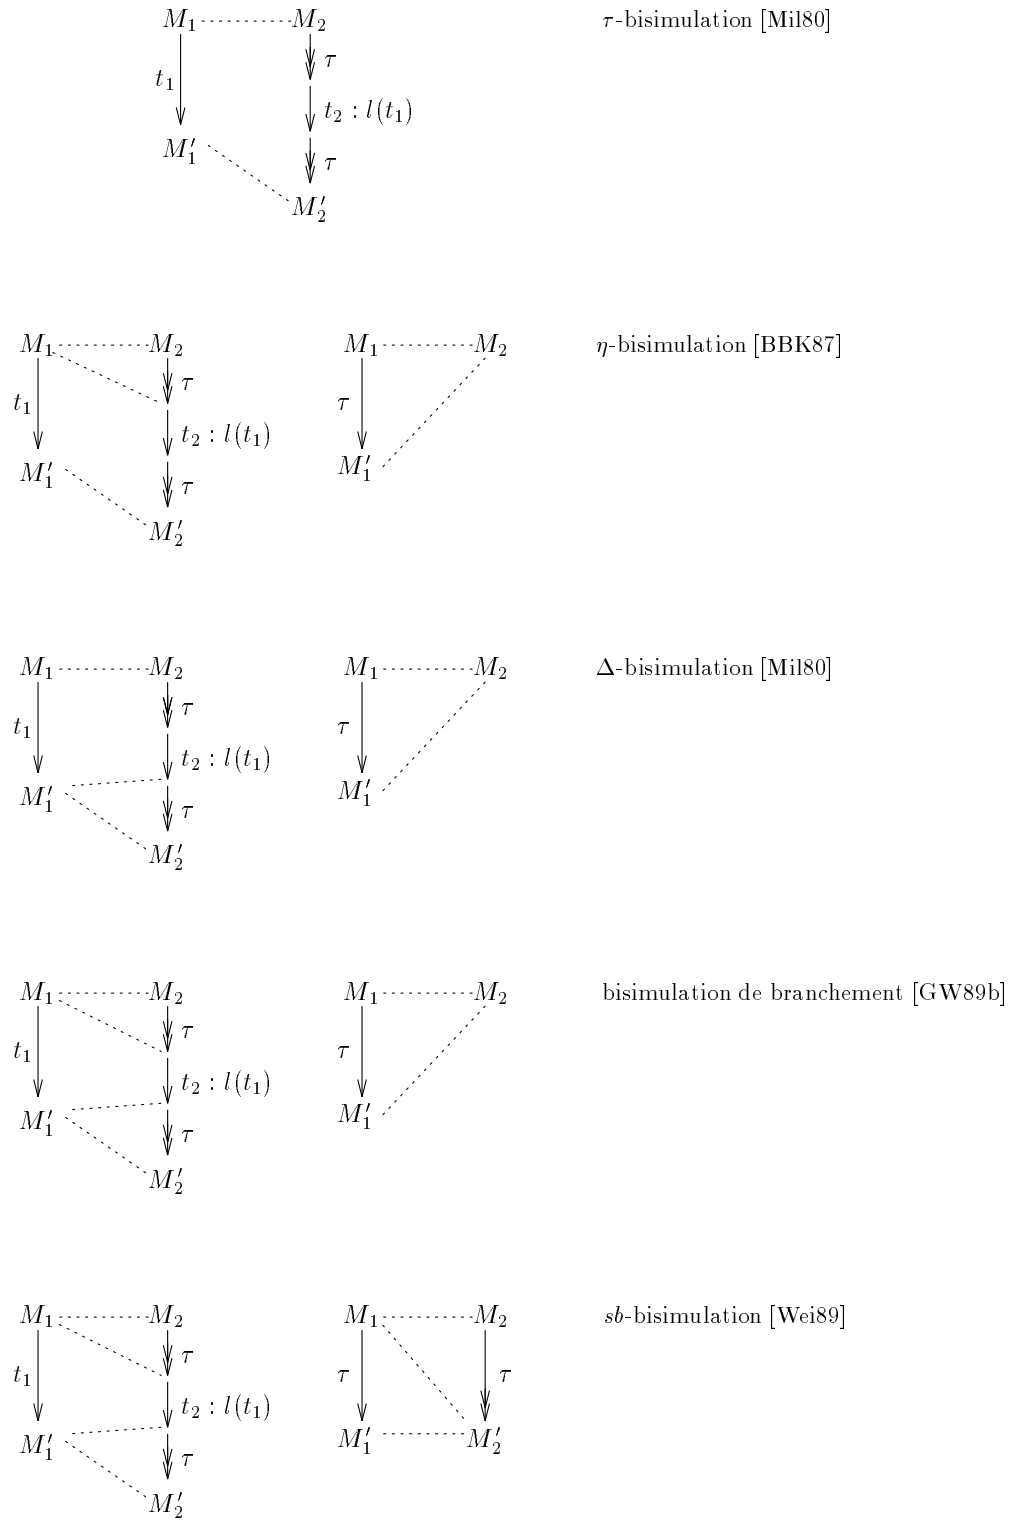 M₁ M₂ τ-bisimulation [Mil80]
τ
t₁
t₂ : l(t₁)
M₁′
τ
M₂′
M₁ M₂ M₁ M₂ η-bisimulation [BBK87]
τ
t₁ τ
t₂ : l(t₁)
M₁′ M₁′
τ
M₂′
M₁ M₂ M₁ M₂ Δ-bisimulation [Mil80]
τ
t₁ τ
t₂ : l(t₁)
M₁′ M₁′
τ
M₂′
M₁ M₂ M₁ M₂ bisimulation de branchement [GW89b]
τ
t₁ τ
t₂ : l(t₁)
M₁′ M₁′
τ
M₂′
M₁ M₂ M₁ M₂ sb-bisimulation [Wei89]
τ
t₁ τ τ
t₂ : l(t₁)
M₁′ M₁′ M₂′
τ
M₂′